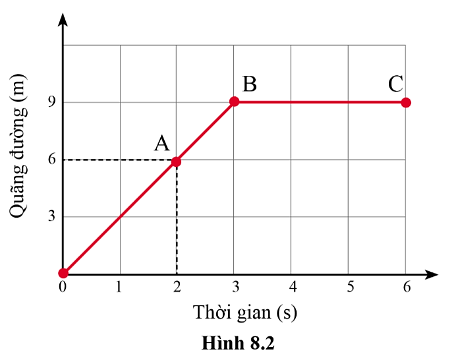 Quãng đường (m)
9
6
3
A
B
C
0 1 2 3 4 5 6
Thời gian (s)
Hình 8.2